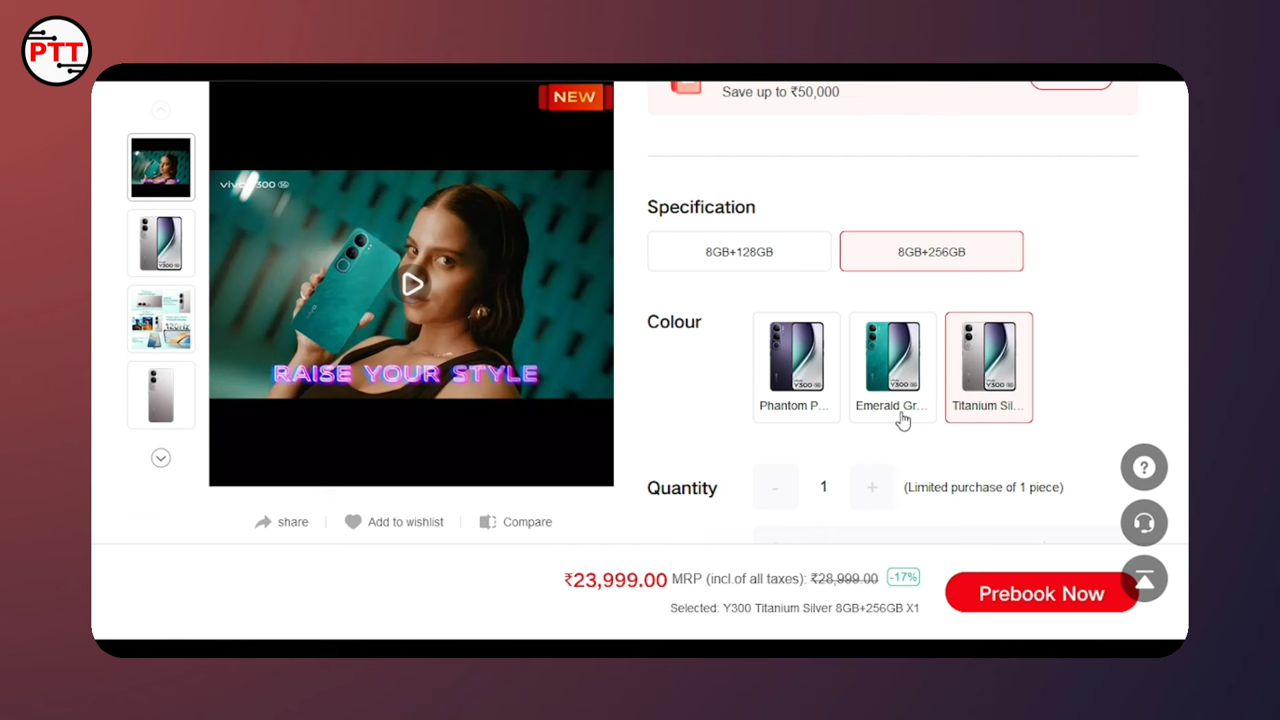 PTT
NEW
vivo Y300 5G
RAISE YOUR STYLE
share
Add to wishlist
Compare
Save up to ₹50,000
Specification
8GB+128GB
8GB+256GB
Colour
Phantom P...
Emerald Gr...
Titanium Sil...
Quantity
-
1
+
(Limited purchase of 1 piece)
₹23,999.00 MRP (incl.of all taxes): ₹28,999.00 -17%
Selected: Y300 Titanium Silver 8GB+256GB X1
Prebook Now